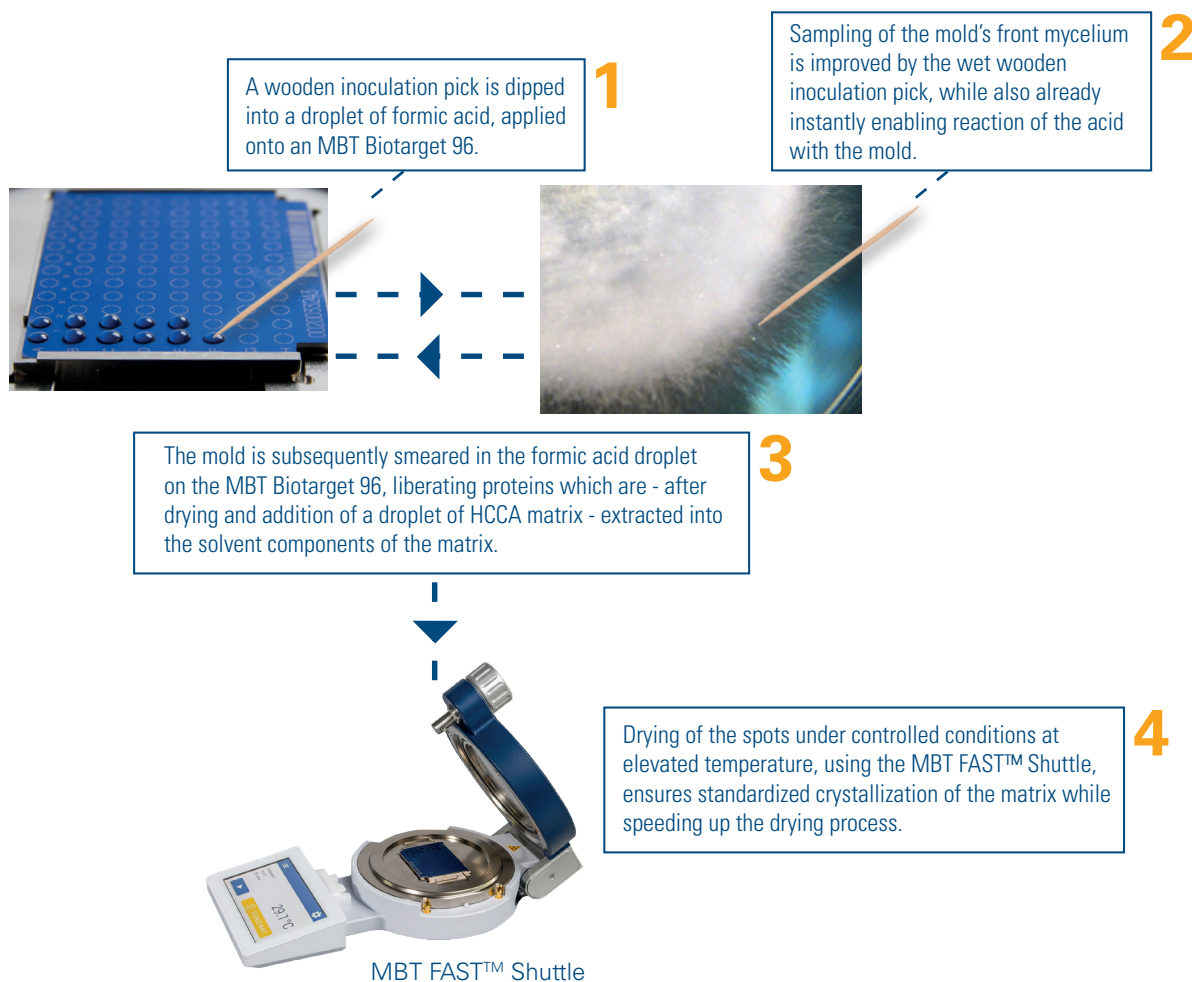 1
A wooden inoculation pick is dipped
into a droplet of formic acid, applied
onto an MBT Biotarget 96.
2
Sampling of the mold’s front mycelium
is improved by the wet wooden
inoculation pick, while also already
instantly enabling reaction of the acid
with the mold.
A B C D E F G H
3
The mold is subsequently smeared in the formic acid droplet
on the MBT Biotarget 96, liberating proteins which are - after
drying and addition of a droplet of HCCA matrix - extracted into
the solvent components of the matrix.
4
Drying of the spots under controlled conditions at
elevated temperature, using the MBT FAST™ Shuttle,
ensures standardized crystallization of the matrix while
speeding up the drying process.
29.1°C
MBT FAST™ Shuttle